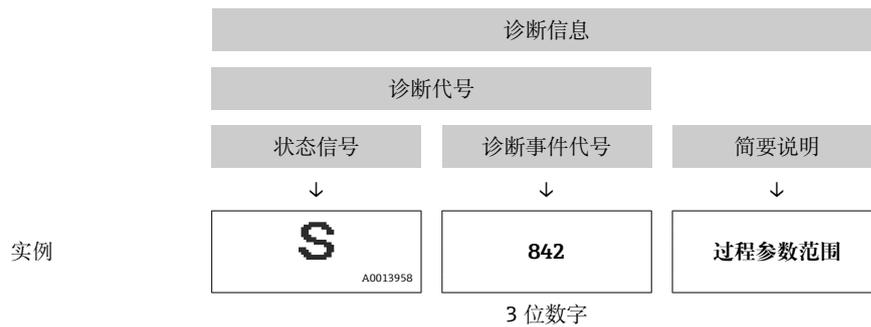 诊断信息
诊断代号
状态信号 诊断事件代号 简要说明
↓ ↓ ↓
实例 S 842 过程参数范围
A0013958
3 位数字